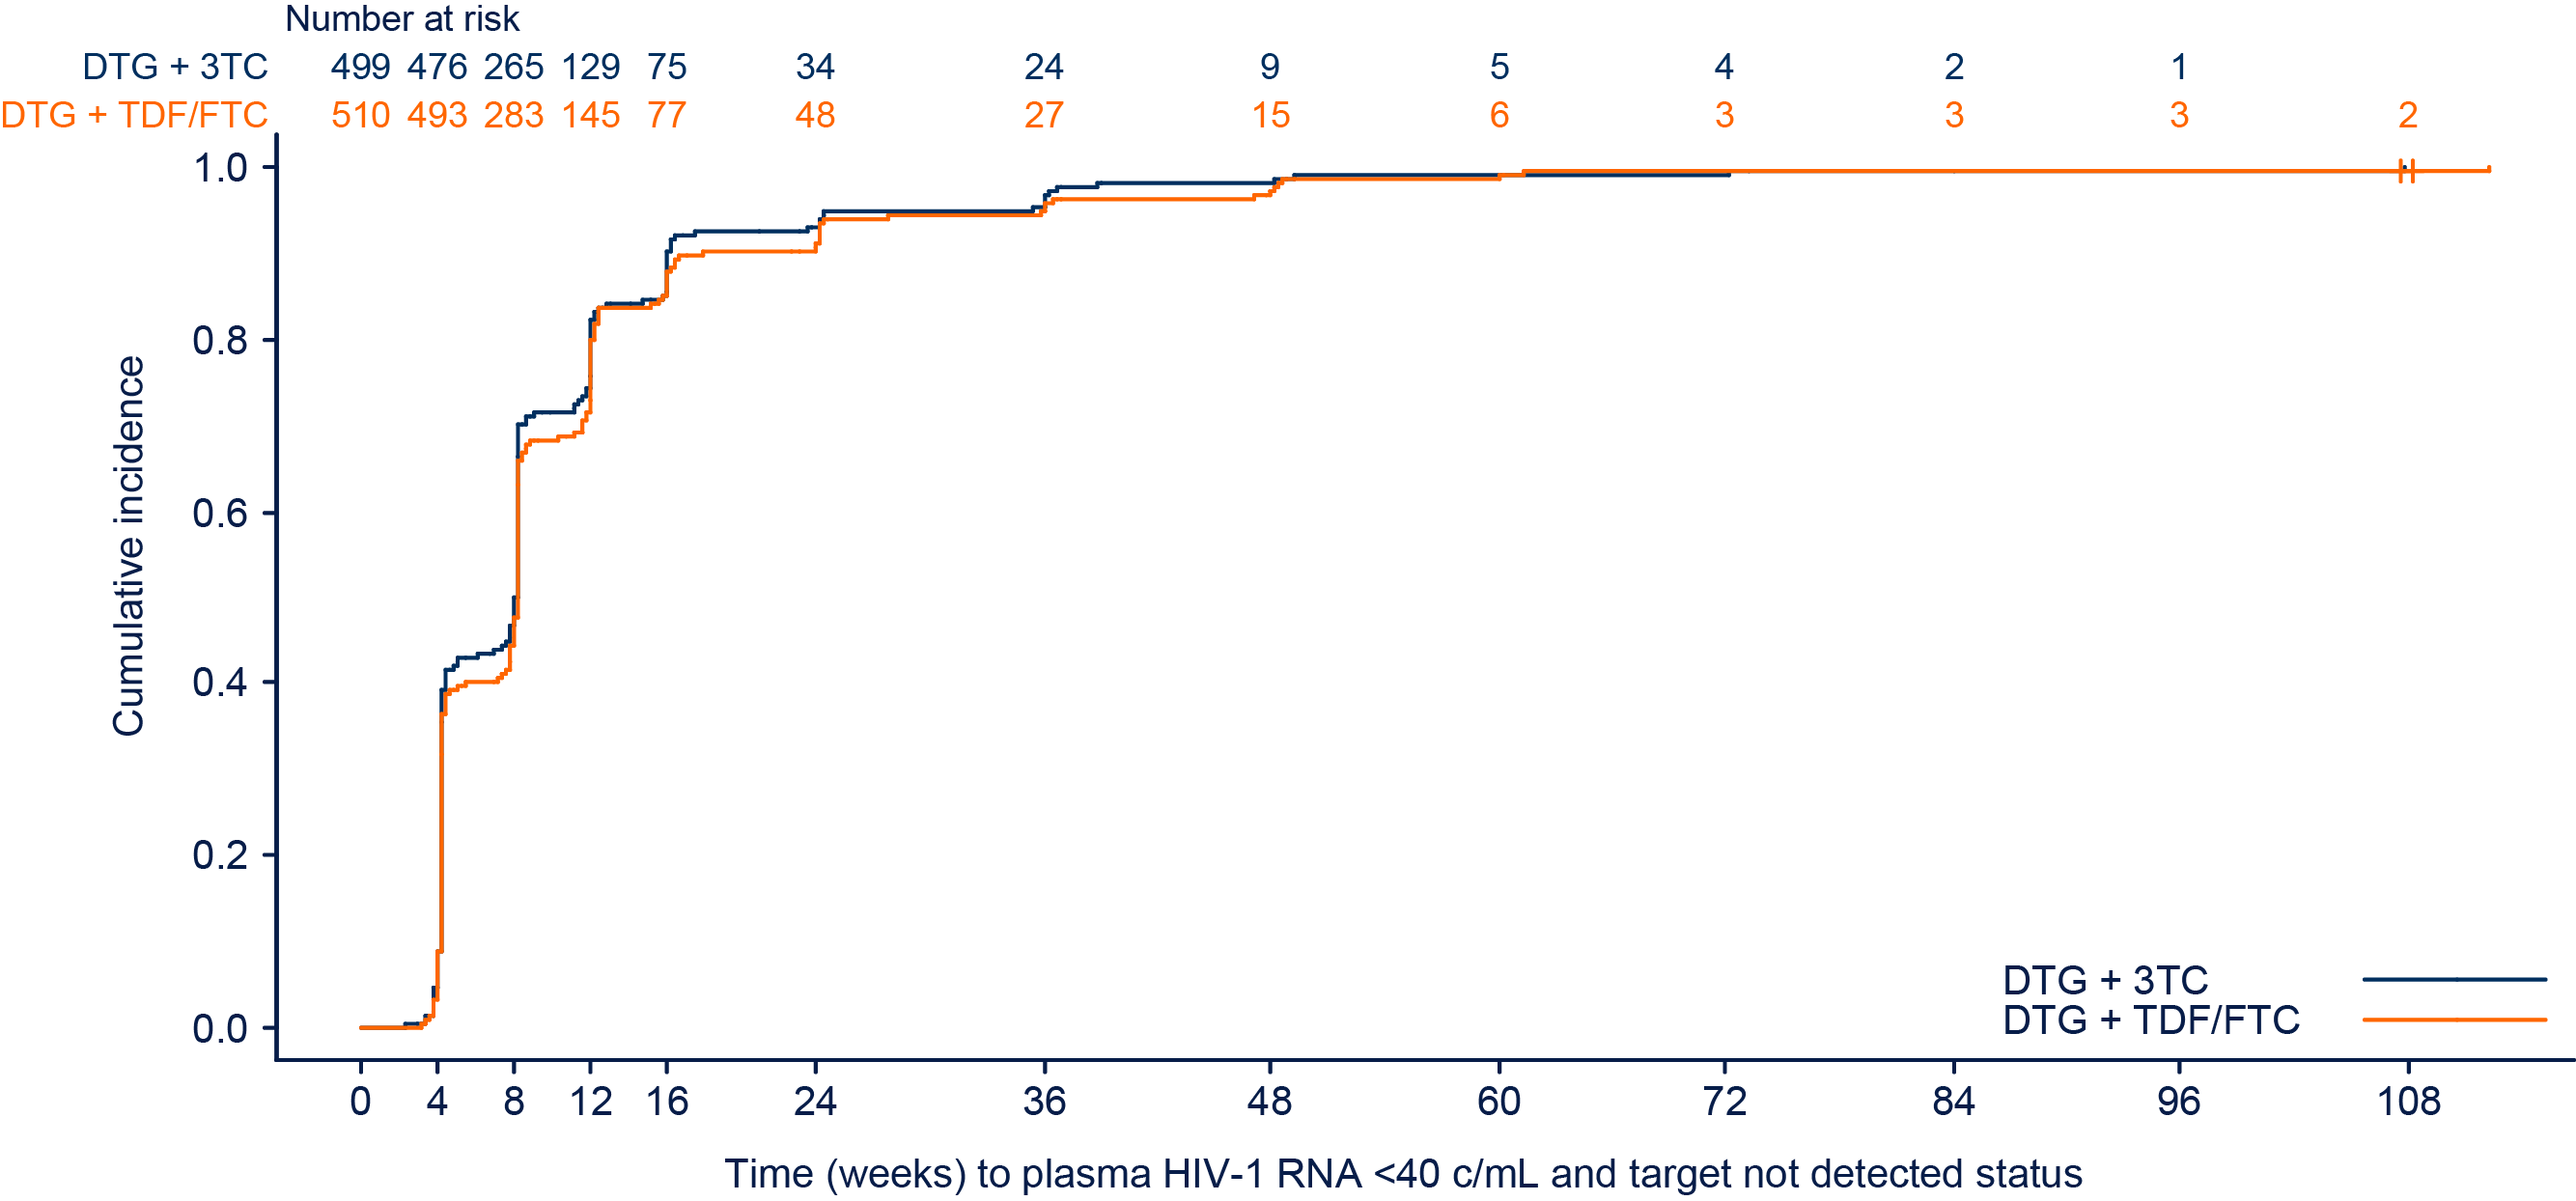 Number at risk
DTG + 3TC 499 476 265 129 75 34 24 9 5 4 2 1
DTG + TDF/FTC 510 493 283 145 77 48 27 15 6 3 3 3 2
1.0
0.8
0.6
0.4
0.2
0.0
Cumulative incidence
DTG + 3TC
DTG + TDF/FTC
0 4 8 12 16 24 36 48 60 72 84 96 108
Time (weeks) to plasma HIV-1 RNA <40 c/mL and target not detected status